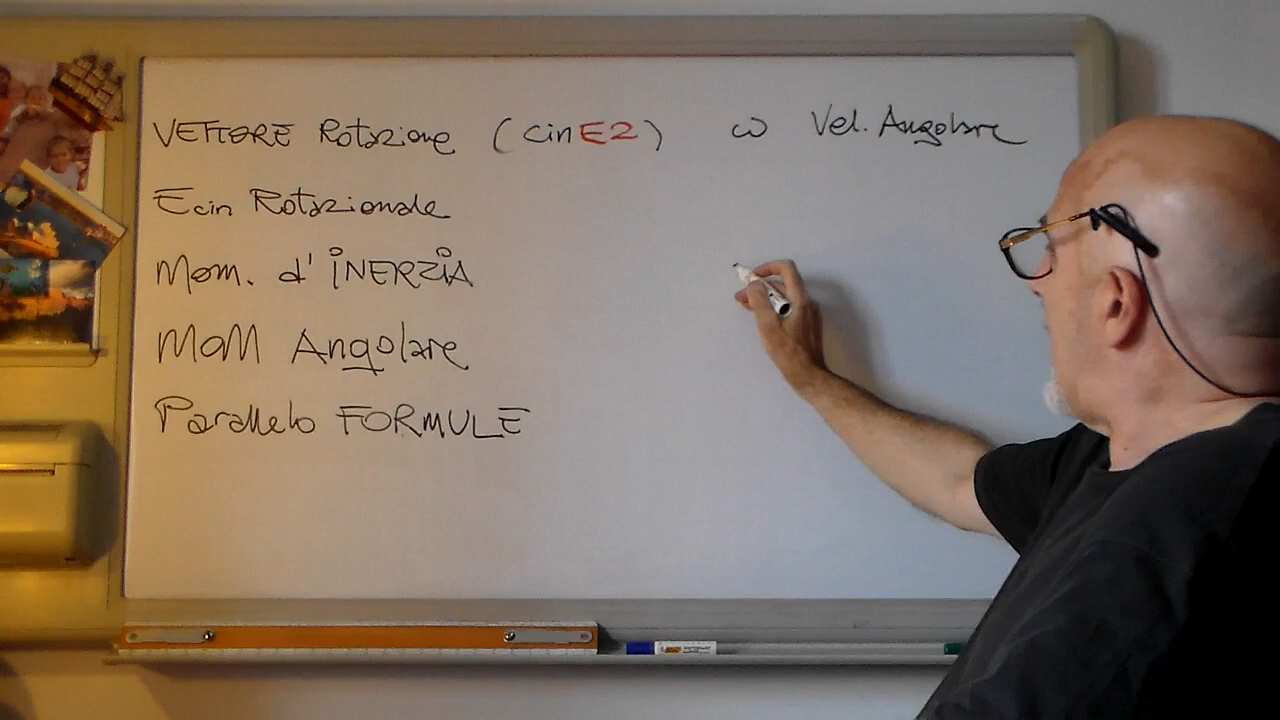 VETTORE Rotazione (cinE2) ω Vel. Angolare
Ecin Rotazionale
Mom. d' iNERZiA
MoM Angolare
Parallelo FORMULE